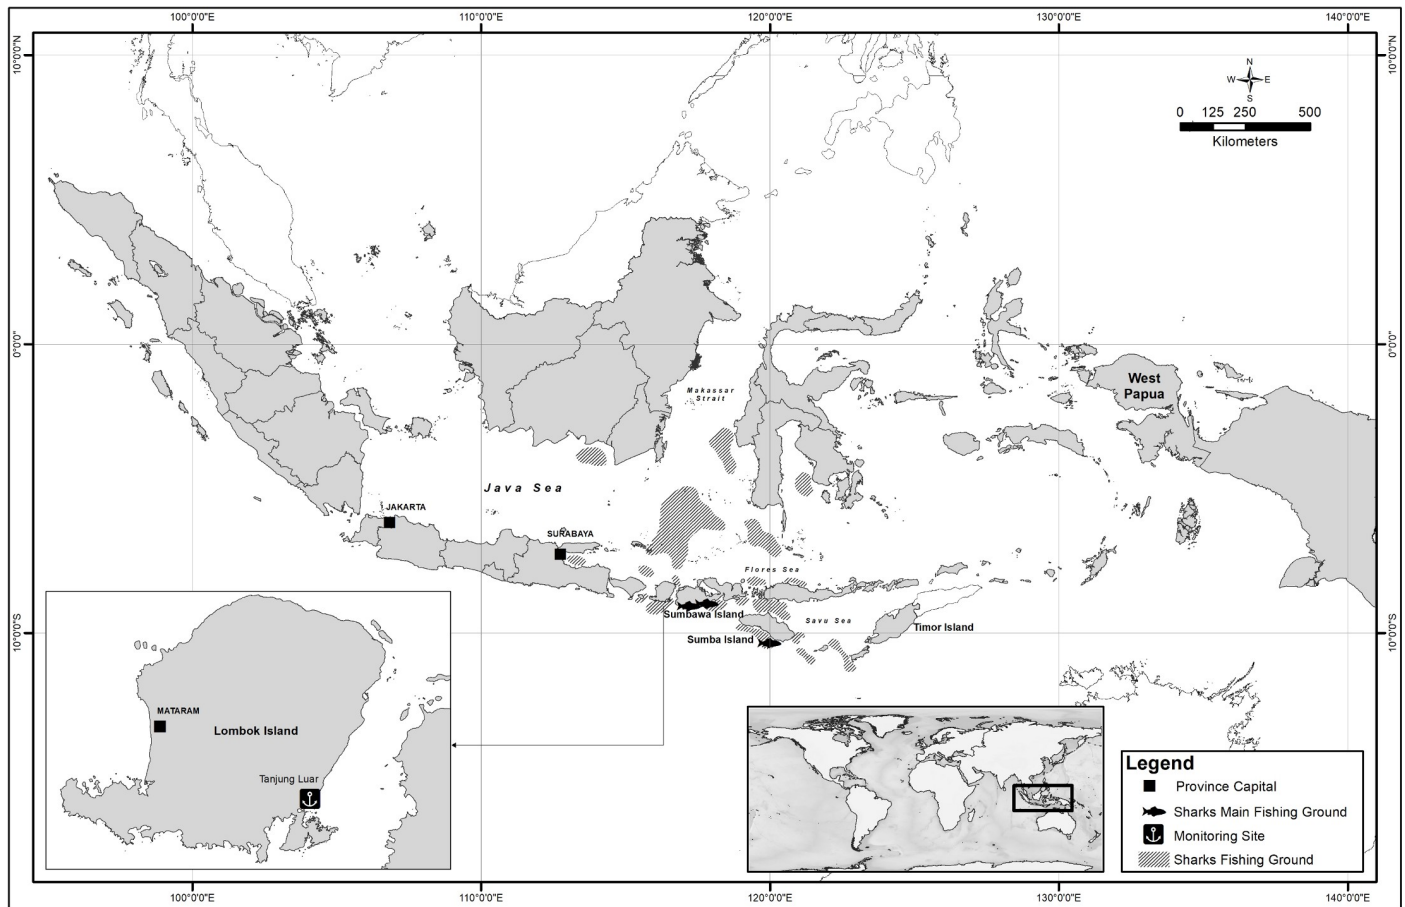 100°0'0"E 110°0'0"E 120°0'0"E 130°0'0"E 140°0'0"E
10°0'0"N
10°0'0"N
N
W E
S
0 125 250 500
Kilometers
0°0'0"
0°0'0"
West
Papua
Makassar
Strait
Java Sea
JAKARTA
SURABAYA
Flores Sea
Sumbawa Island
Savu Sea
Timor Island
Sumba Island
10°0'0"S
10°0'0"S
MATARAM
Lombok Island
Tanjung Luar
Legend
Province Capital
Sharks Main Fishing Ground
Monitoring Site
Sharks Fishing Ground
100°0'0"E 110°0'0"E 120°0'0"E 130°0'0"E 140°0'0"E